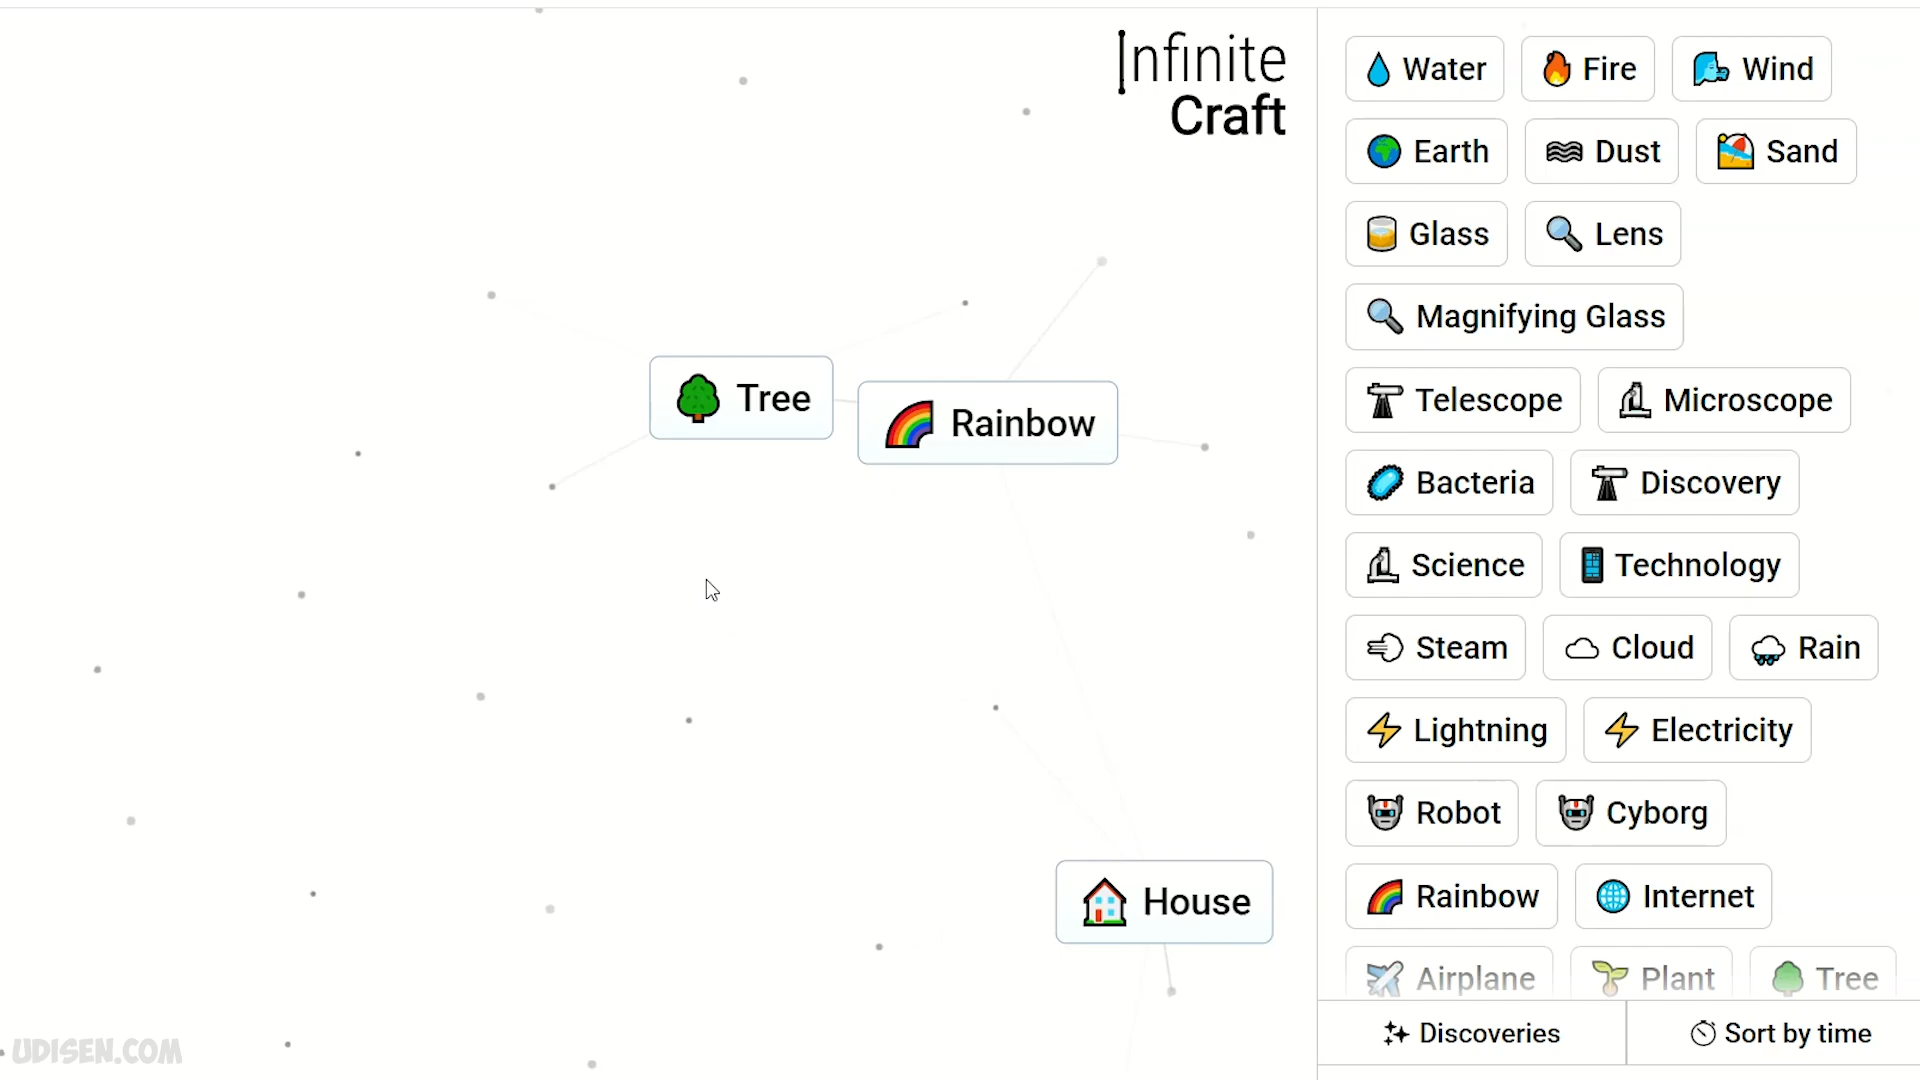 Infinite
Craft
Water Fire Wind
Earth Dust Sand
Glass Lens
Magnifying Glass
Tree
Rainbow
Telescope Microscope
Bacteria Discovery
Science Technology
Steam Cloud Rain
Lightning Electricity
Robot Cyborg
House
Rainbow Internet
Airplane Plant Tree
Discoveries Sort by time
UDISEN.COM